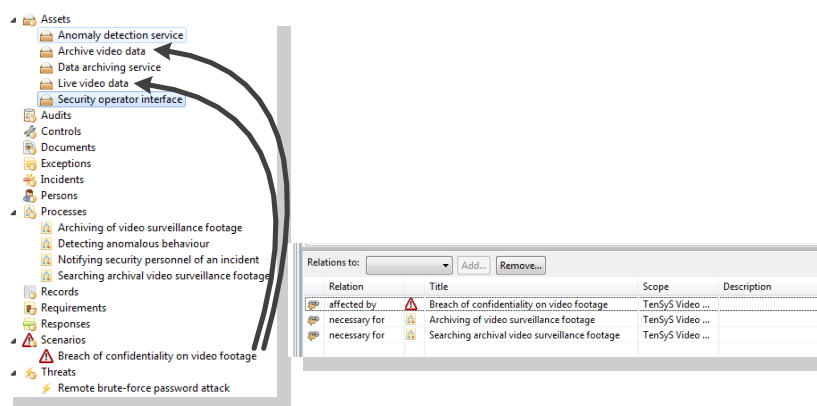 Assets
Anomaly detection service
Archive video data
Data archiving service
Live video data
Security operator interface
Audits
Controls
Documents
Exceptions
Incidents
Persons
Processes
Archiving of video surveillance footage
Detecting anomalous behaviour
Notifying security personnel of an incident
Searching archival video surveillance footage
Records
Requirements
Responses
Scenarios
Breach of confidentiality on video footage
Threats
Remote brute-force password attack
Relations to: Add... Remove...
Relation Title Scope Description
affected by Breach of confidentiality on video footage TenSyS Video ...
necessary for Archiving of video surveillance footage TenSyS Video ...
necessary for Searching archival video surveillance footage TenSyS Video ...